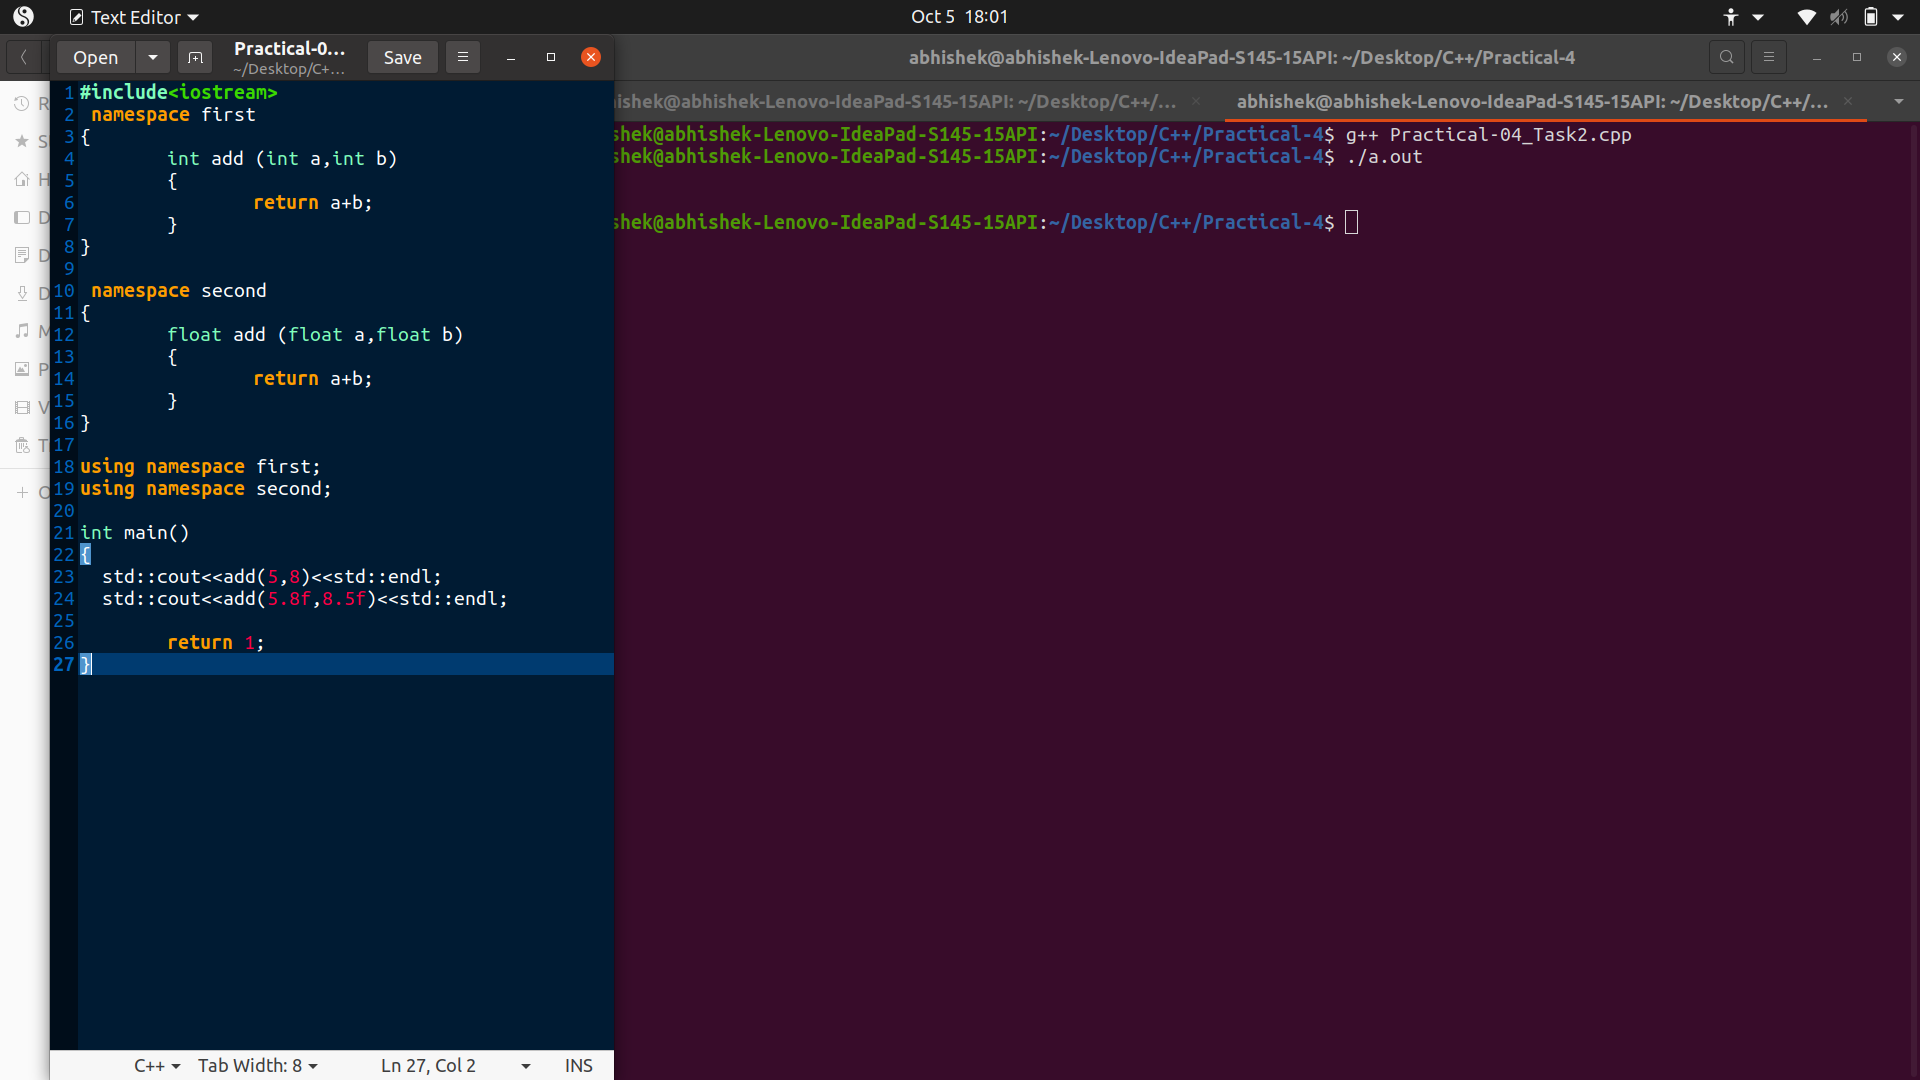 Text Editor
Oct 5 18:01
Open
Practical-0...
~/Desktop/C+...
Save
abhishek@abhishek-Lenovo-IdeaPad-S145-15API: ~/Desktop/C++/Practical-4
ishek@abhishek-Lenovo-IdeaPad-S145-15API: ~/Desktop/C++/...
abhishek@abhishek-Lenovo-IdeaPad-S145-15API: ~/Desktop/C++/...
R
S
H
D
D
D
M
P
V
T
1 #include<iostream>
2 namespace first
3 {
4 int add (int a,int b)
5 {
6 return a+b;
7 }
8 }
9
10 namespace second
11 {
12 float add (float a,float b)
13 {
14 return a+b;
15 }
16 }
17
18 using namespace first;
19 using namespace second;
20
21 int main()
22 {
23 std::cout<<add(5,8)<<std::endl;
24 std::cout<<add(5.8f,8.5f)<<std::endl;
25
26 return 1;
27 }
shek@abhishek-Lenovo-IdeaPad-S145-15API:~/Desktop/C++/Practical-4$ g++ Practical-04_Task2.cpp
shek@abhishek-Lenovo-IdeaPad-S145-15API:~/Desktop/C++/Practical-4$ ./a.out
shek@abhishek-Lenovo-IdeaPad-S145-15API:~/Desktop/C++/Practical-4$
C++
Tab Width: 8
Ln 27, Col 2
INS